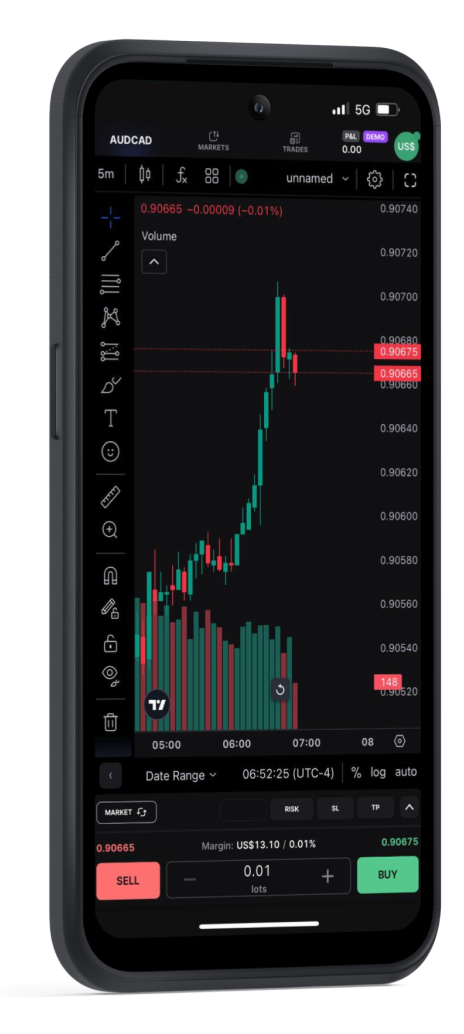 5G
AUDCAD
MARKETS
TRADES
P&L DEMO
0.00
US$
5m
unnamed
0.90665 −0.00009 (−0.01%)
Volume
0.90740
0.90720
0.90700
0.90680
0.90675
0.90665
0.90660
0.90640
0.90620
0.90600
0.90580
0.90560
0.90540
148
0.90520
T
05:00 06:00 07:00 08
Date Range 06:52:25 (UTC-4) % log auto
MARKET RISK SL TP
0.90665 Margin: US$13.10 / 0.01% 0.90675
SELL − 0.01 + BUY
lots